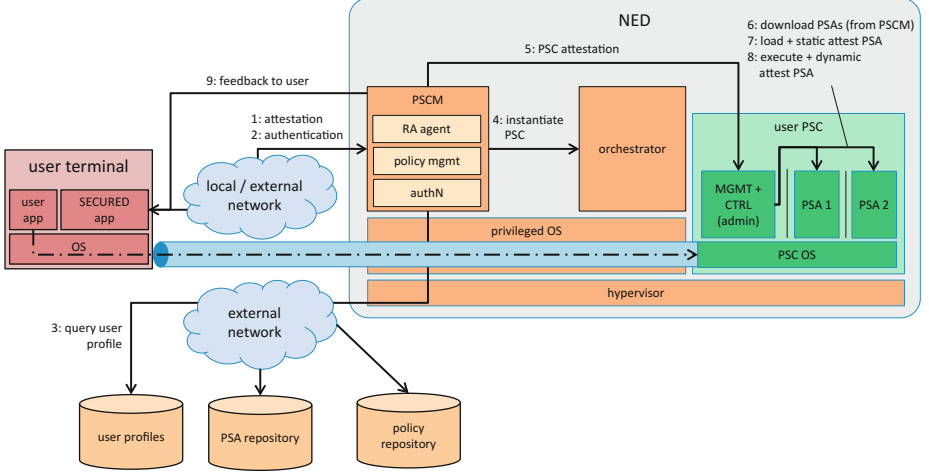 NED
6: download PSAs (from PSCM)
7: load + static attest PSA
8: execute + dynamic
attest PSA
5: PSC attestation
9: feedback to user
PSCM
1: attestation
2: authentication
RA agent
4: instantiate
PSC
orchestrator
user PSC
policy mgmt
user terminal
local / external
network
authN
MGMT +
CTRL
(admin)
PSA 1
PSA 2
user
app
SECURED
app
privileged OS
OS
PSC OS
hypervisor
external
network
3: query user
profile
user profiles
PSA repository
policy
repository